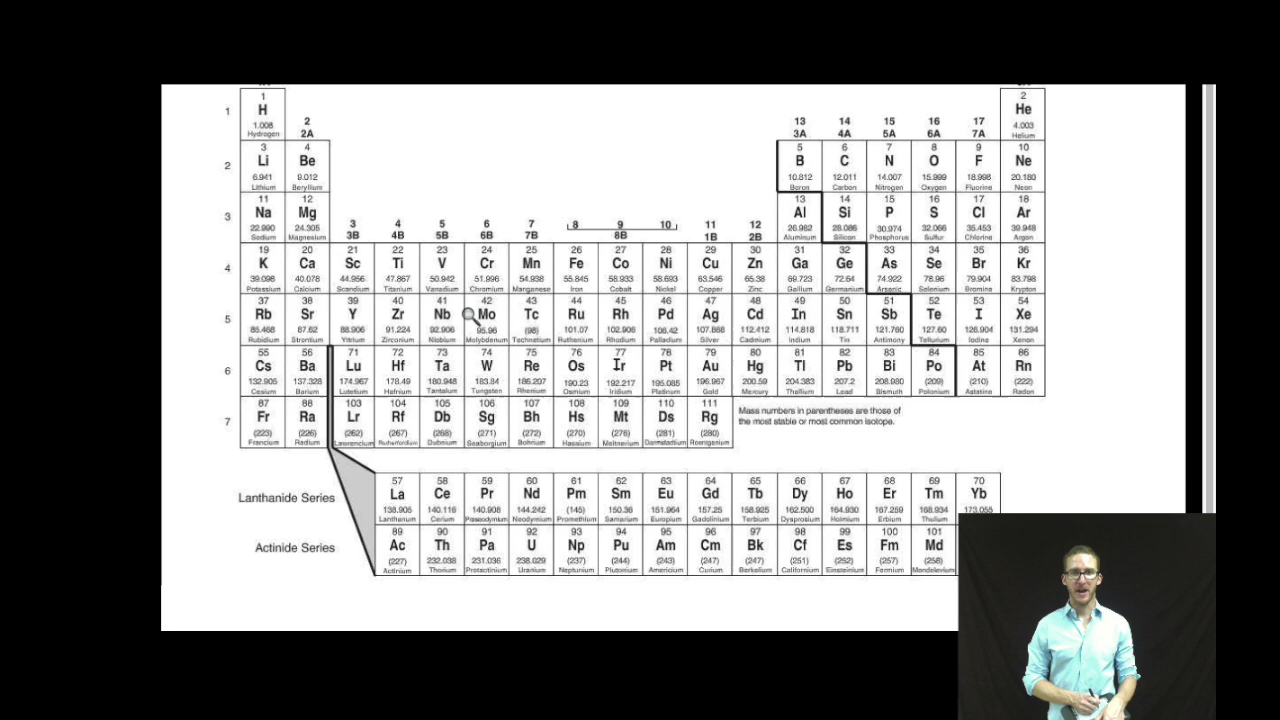 1
H
1.008
Hydrogen
2
He
4.003
Helium
1
2
2A
13 14 15 16 17
3A 4A 5A 6A 7A
2
3 4 5 6 7 8 9 10
Li Be B C N O F Ne
6.941 9.012 10.812 12.011 14.007 15.999 18.998 20.180
Lithium Beryllium Boron Carbon Nitrogen Oxygen Fluorine Neon
3
11 12 13 14 15 16 17 18
Na Mg Al Si P S Cl Ar
22.990 24.305 26.982 28.086 30.974 32.066 35.453 39.948
Sodium Magnesium Aluminum Silicon Phosphorus Sulfur Chlorine Argon
3 4 5 6 7 8 9 10 11 12
3B 4B 5B 6B 7B 8B 1B 2B
4
19 20 21 22 23 24 25 26 27 28 29 30 31 32 33 34 35 36
K Ca Sc Ti V Cr Mn Fe Co Ni Cu Zn Ga Ge As Se Br Kr
39.098 40.078 44.956 47.867 50.942 51.996 54.938 55.845 58.933 58.693 63.546 65.38 69.723 72.64 74.922 78.96 79.904 83.798
Potassium Calcium Scandium Titanium Vanadium Chromium Manganese Iron Cobalt Nickel Copper Zinc Gallium Germanium Arsenic Selenium Bromine Krypton
5
37 38 39 40 41 42 43 44 45 46 47 48 49 50 51 52 53 54
Rb Sr Y Zr Nb Mo Tc Ru Rh Pd Ag Cd In Sn Sb Te I Xe
85.468 87.62 88.906 91.224 92.906 95.96 (98) 101.07 102.906 106.42 107.868 112.412 114.818 118.711 121.760 127.60 126.904 131.294
Rubidium Strontium Yttrium Zirconium Niobium Molybdenum Technetium Ruthenium Rhodium Palladium Silver Cadmium Indium Tin Antimony Tellurium Iodine Xenon
6
55 56 71 72 73 74 75 76 77 78 79 80 81 82 83 84 85 86
Cs Ba Lu Hf Ta W Re Os Ir Pt Au Hg Tl Pb Bi Po At Rn
132.905 137.328 174.967 178.49 180.948 183.84 186.207 190.23 192.217 195.085 196.967 200.59 204.383 207.2 208.980 (209) (210) (222)
Cesium Barium Lutetium Hafnium Tantalum Tungsten Rhenium Osmium Iridium Platinum Gold Mercury Thallium Lead Bismuth Polonium Astatine Radon
7
87 88 103 104 105 106 107 108 109 110 111
Fr Ra Lr Rf Db Sg Bh Hs Mt Ds Rg
(223) (226) (262) (267) (268) (271) (272) (270) (276) (281) (280)
Francium Radium Lawrencium Rutherfordium Dubnium Seaborgium Bohrium Hassium Meitnerium Darmstadtium Roentgenium
Mass numbers in parentheses are those of
the most stable or most common isotope.
Lanthanide Series
57 58 59 60 61 62 63 64 65 66 67 68 69 70
La Ce Pr Nd Pm Sm Eu Gd Tb Dy Ho Er Tm Yb
138.905 140.116 140.908 144.242 (145) 150.36 151.964 157.25 158.925 162.500 164.930 167.259 168.934 173.055
Lanthanum Cerium Praseodymium Neodymium Promethium Samarium Europium Gadolinium Terbium Dysprosium Holmium Erbium Thulium
Actinide Series
89 90 91 92 93 94 95 96 97 98 99 100 101
Ac Th Pa U Np Pu Am Cm Bk Cf Es Fm Md
(227) 232.038 231.036 238.029 (237) (244) (243) (247) (247) (251) (252) (257) (258)
Actinium Thorium Protactinium Uranium Neptunium Plutonium Americium Curium Berkelium Californium Einsteinium Fermium Mendelevium